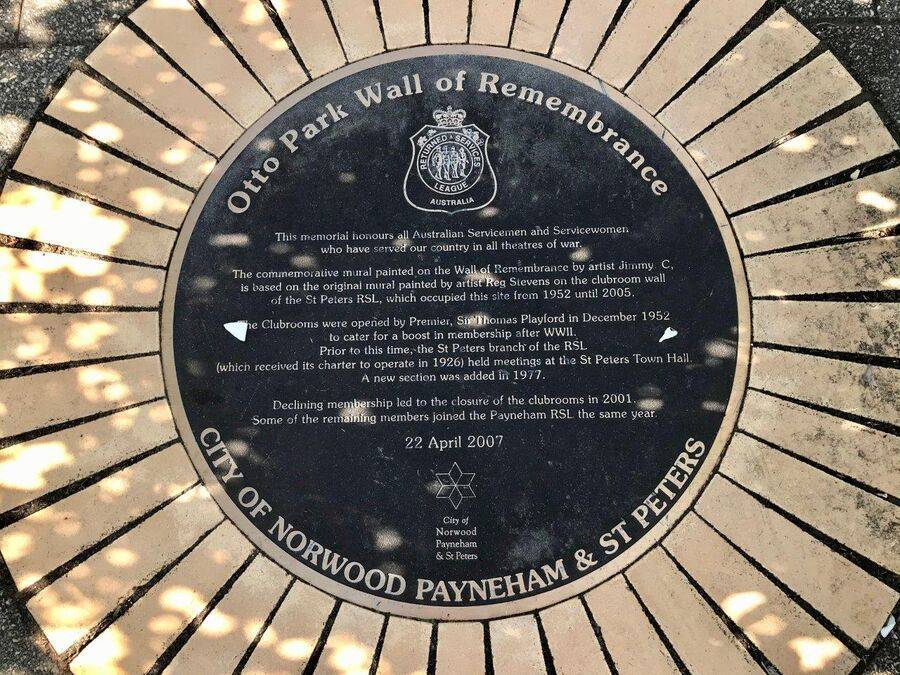 Otto Park Wall of Remembrance
RETURNED & SERVICES
LEAGUE
AUSTRALIA
This memorial honours all Australian Servicemen and Servicewomen
who have served our country in all theatres of war.
The commemorative mural painted on the Wall of Remembrance by artist Jimmy. C,
is based on the original mural painted by artist Reg Stevens on the clubroom wall
of the St Peters RSL, which occupied this site from 1952 until 2005.
The Clubrooms were opened by Premier, Sir Thomas Playford in December 1952
to cater for a boost in membership after WWII.
Prior to this time, the St Peters branch of the RSL
(which received its charter to operate in 1926) held meetings at the St Peters Town Hall.
A new section was added in 1977.
Declining membership led to the closure of the clubrooms in 2001.
Some of the remaining members joined the Payneham RSL the same year.
22 April 2007
City of
Norwood
Payneham
& St Peters
CITY OF NORWOOD PAYNEHAM & ST PETERS